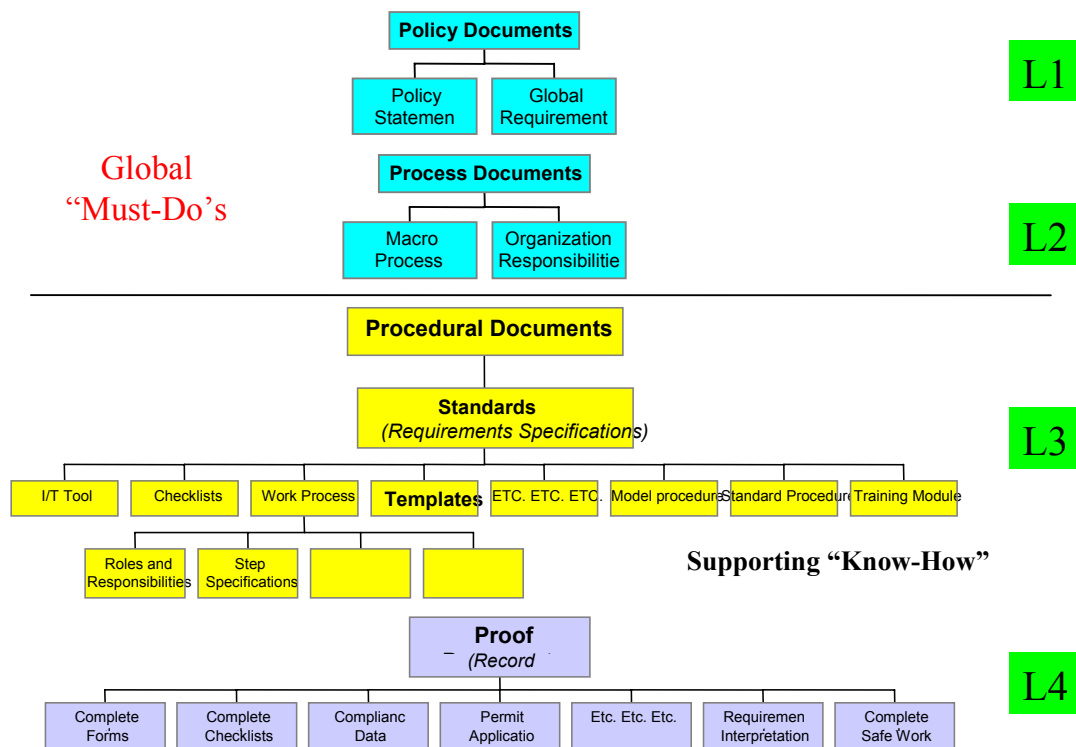 Policy Documents
L1
Policy
Statemen
Global
Requirement
Global
“Must-Do’s
Process Documents
L2
Macro
Process
Organization
Responsibilitie
Procedural Documents
Standards
(Requirements Specifications)
L3
I/T Tool
Checklists
Work Process
Templates
ETC. ETC. ETC.
Model procedure
Standard Procedure
Training Module
Roles and
Responsibilities
Step
Specifications
Supporting “Know-How”
Proof
(Record
L4
Complete
Forms
Complete
Checklists
Complianc
Data
Permit
Applicatio
Etc. Etc. Etc.
Requiremen
Interpretation
Complete
Safe Work